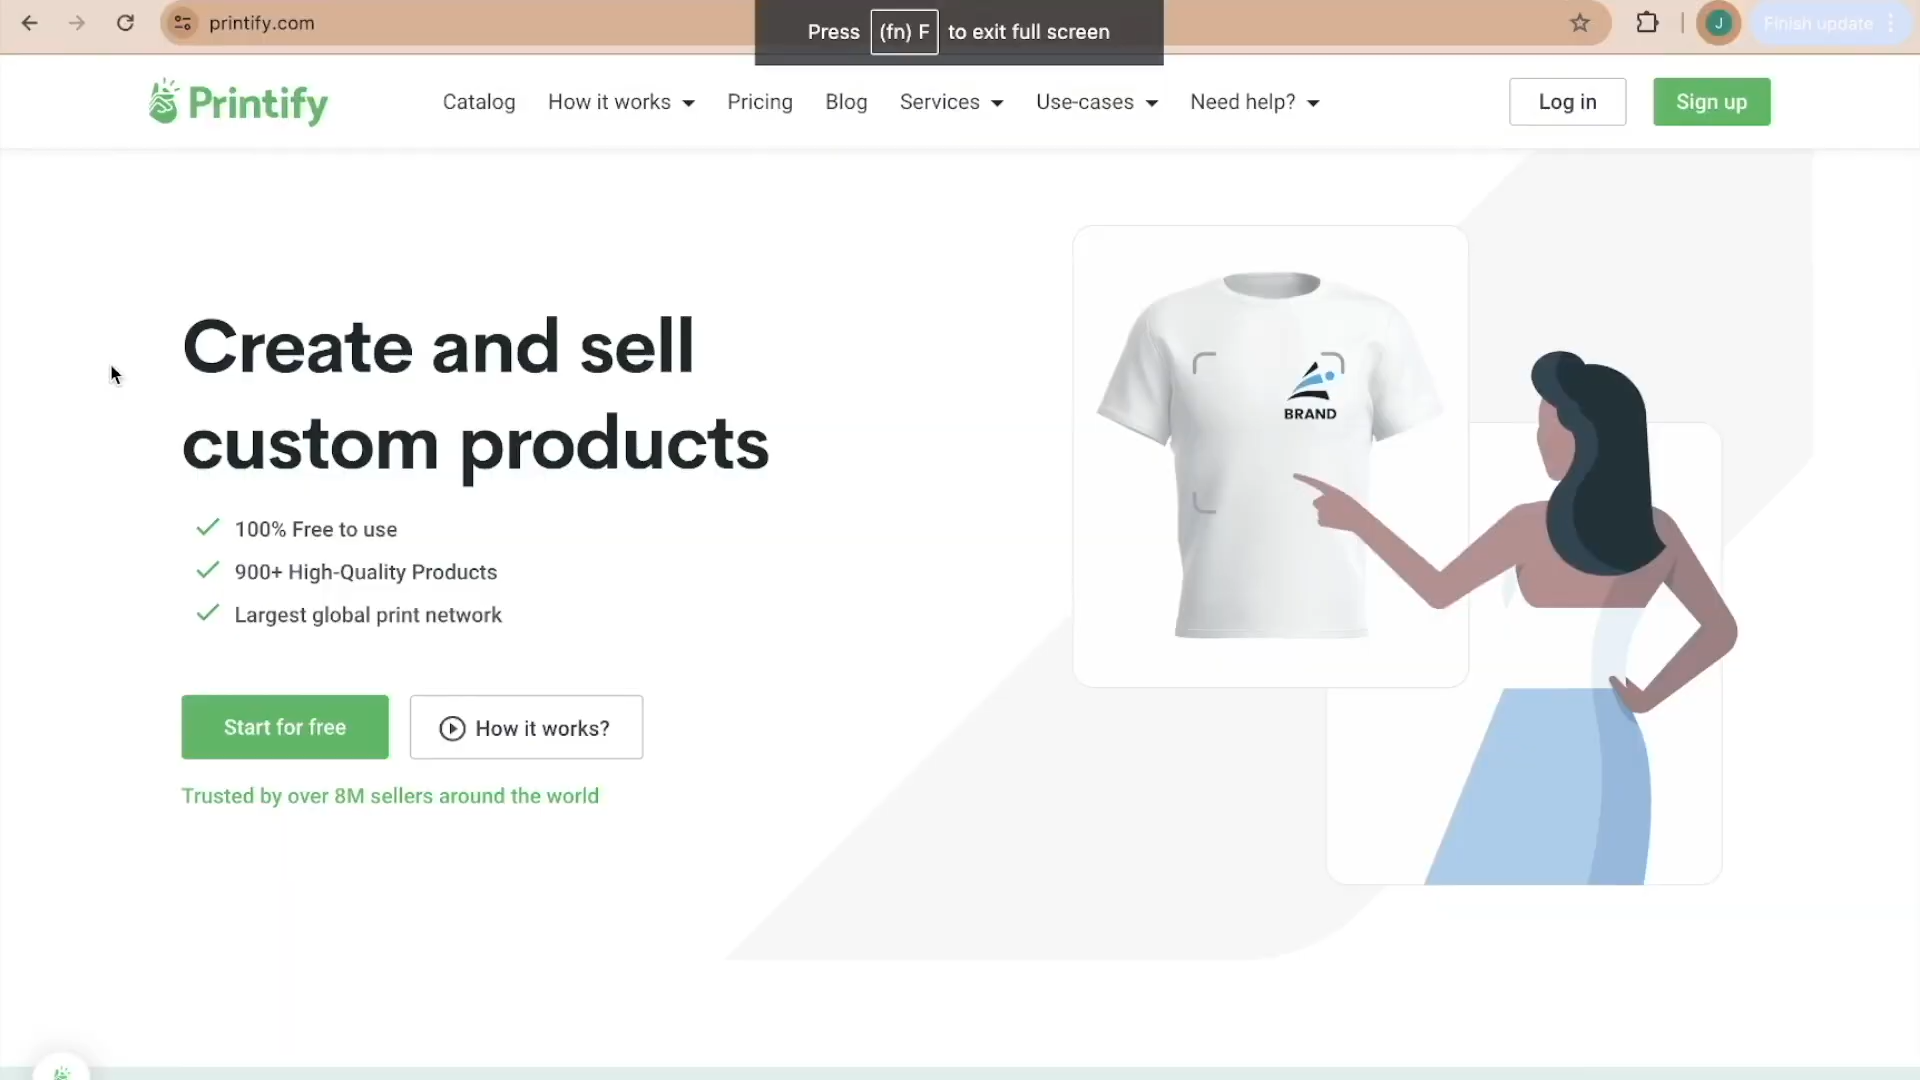 printify.com
Press (fn) F to exit full screen
J
Finish update
Printify
Catalog
How it works
Pricing
Blog
Services
Use-cases
Need help?
Log in
Sign up
Create and sell
custom products
100% Free to use
900+ High-Quality Products
Largest global print network
Start for free
How it works?
Trusted by over 8M sellers around the world
BRAND